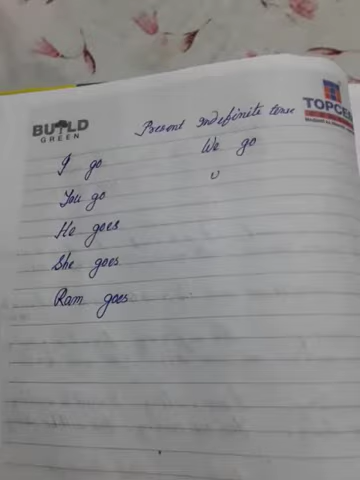 BUILD
GREEN
TOPCE
Present Indefinite tense
I go
We go
You go
He goes
She goes
Ram goes